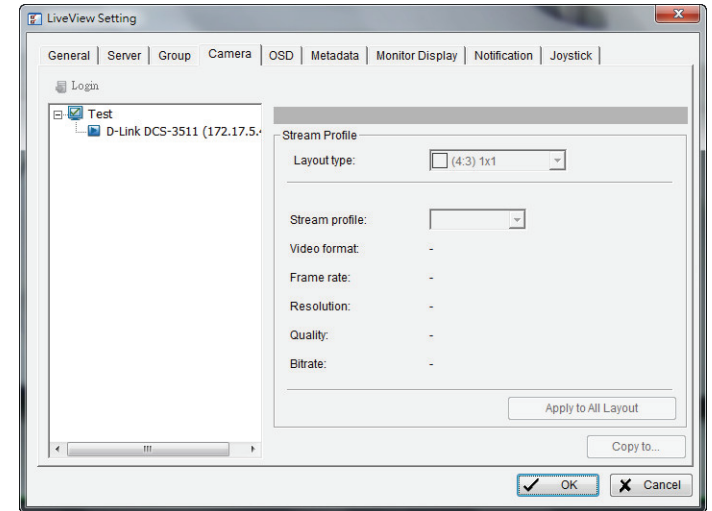 LiveView Setting
General Server Group Camera OSD Metadata Monitor Display Notification Joystick
Login
Test
D-Link DCS-3511 (172.17.5.
Stream Profile
Layout type: (4:3) 1x1
Stream profile:
Video format: -
Frame rate: -
Resolution: -
Quality: -
Bitrate: -
Apply to All Layout
Copy to...
OK Cancel